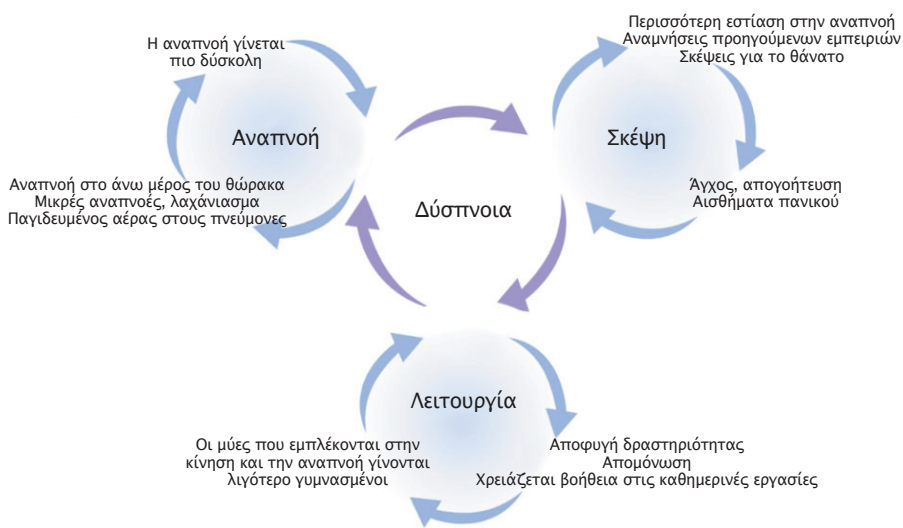 Η αναπνοή γίνεται
πιο δύσκολη
Αναπνοή
Αναπνοή στο άνω μέρος του θώρακα
Μικρές αναπνοές, λαχάνιασμα
Παγιδευμένος αέρας στους πνεύμονες
Περισσότερη εστίαση στην αναπνοή
Αναμνήσεις προηγούμενων εμπειριών
Σκέψεις για το θάνατο
Σκέψη
Άγχος, απογοήτευση
Αισθήματα πανικού
Δύσπνοια
Λειτουργία
Οι μύες που εμπλέκονται στην
κίνηση και την αναπνοή γίνονται
λιγότερο γυμνασμένοι
Αποφυγή δραστηριότητας
Απομόνωση
Χρειάζεται βοήθεια στις καθημερινές εργασίες